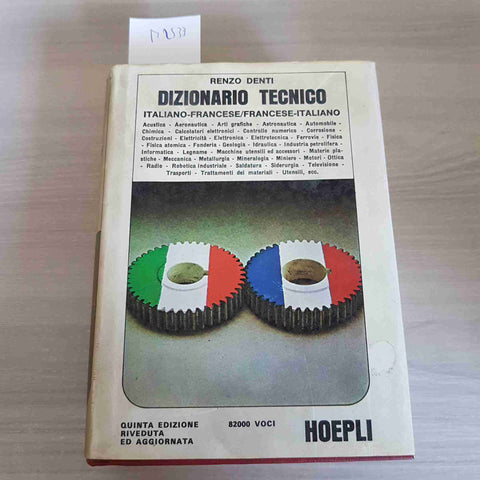 RENZO DENTI
DIZIONARIO TECNICO
ITALIANO-FRANCESE/FRANCESE-ITALIANO
Acustica - Aeronautica - Arti grafiche - Astronautica - Automobile -
Chimica - Calcolatori elettronici - Controllo numerico - Corrosione -
Costruzioni - Elettricità - Elettronica - Elettrotecnica - Ferrovie - Fisica
- Fisica atomica - Fonderia - Geologia - Idraulica - Industria petrolifera -
Informatica - Legname - Macchine utensili ed accessori - Materie pla-
stiche - Meccanica - Metallurgia - Mineralogia - Miniere - Motori - Ottica
- Radio - Robotica industriale - Saldatura - Siderurgia - Televisione -
Trasporti - Trattamenti dei materiali - Utensili, ecc.
QUINTA EDIZIONE
RIVEDUTA
ED AGGIORNATA
82000 VOCI
HOEPLI